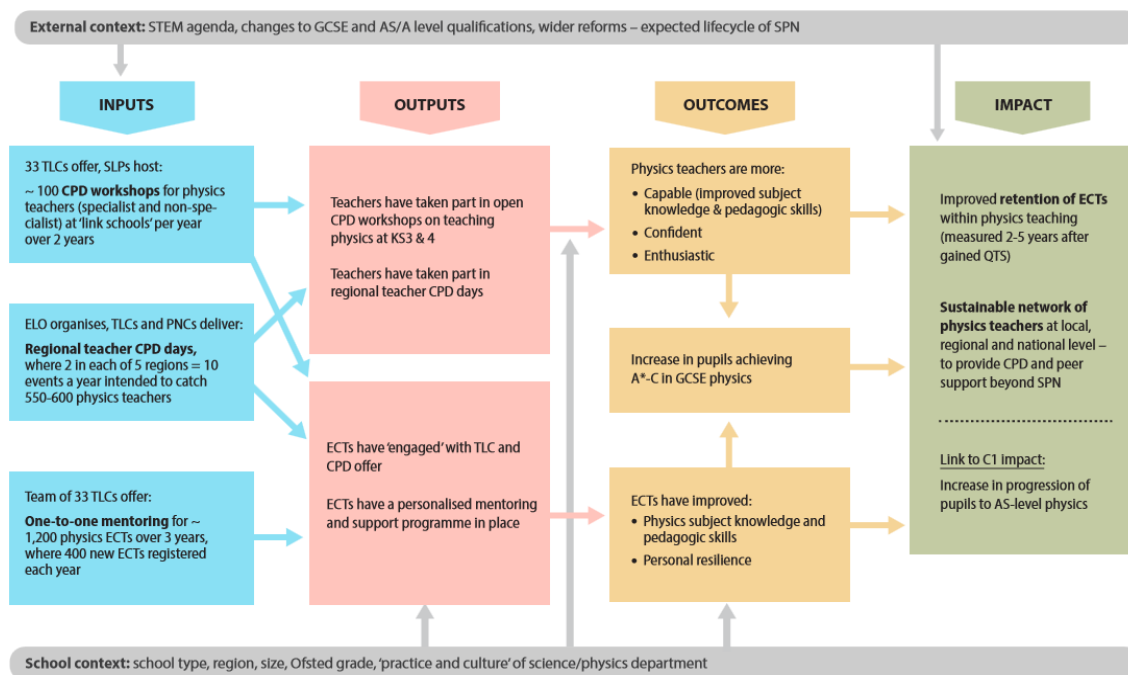 External context: STEM agenda, changes to GCSE and AS/A level qualifications, wider reforms – expected lifecycle of SPN
INPUTS
33 TLCs offer, SLPs host:
~ 100 CPD workshops for physics
teachers (specialist and non-spe-
cialist) at 'link schools' per year
over 2 years
ELO organises, TLCs and PNCs deliver:
Regional teacher CPD days,
where 2 in each of 5 regions = 10
events a year intended to catch
550-600 physics teachers
Team of 33 TLCs offer:
One-to-one mentoring for ~
1,200 physics ECTs over 3 years,
where 400 new ECTs registered
each year
OUTPUTS
Teachers have taken part in open
CPD workshops on teaching
physics at KS3 & 4
Teachers have taken part in
regional teacher CPD days
ECTs have 'engaged' with TLC and
CPD offer
ECTs have a personalised mentoring
and support programme in place
OUTCOMES
Physics teachers are more:
• Capable (improved subject
knowledge & pedagogic skills)
• Confident
• Enthusiastic
Increase in pupils achieving
A*-C in GCSE physics
ECTs have improved:
• Physics subject knowledge and
pedagogic skills
• Personal resilience
IMPACT
Improved retention of ECTs
within physics teaching
(measured 2-5 years after
gained QTS)
Sustainable network of
physics teachers at local,
regional and national level –
to provide CPD and peer
support beyond SPN
Link to C1 impact:
Increase in progression of
pupils to AS-level physics
School context: school type, region, size, Ofsted grade, 'practice and culture' of science/physics department